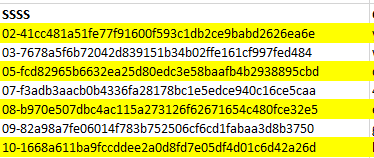 SSSS
02-41cc481a51fe77f91600f593c1db2ce9babd2626ea6e
03-7678a5f6b72042d839151b34b02ffe161cf997fed484
05-fcd82965b6632ea25d80edc3e58baafb4b2938895cbd
07-f3adb3aacb0b4336fa28178bc1e5edce940c16ce5caa
08-b970e507dbc4ac115a273126f62671654c480fce32e5
09-82a98a7fe06014f783b752506cf6cd1fabaa3d8b3750
10-1668a611ba9fccddee2a0d8fd7e05df4d01c6d42a26d